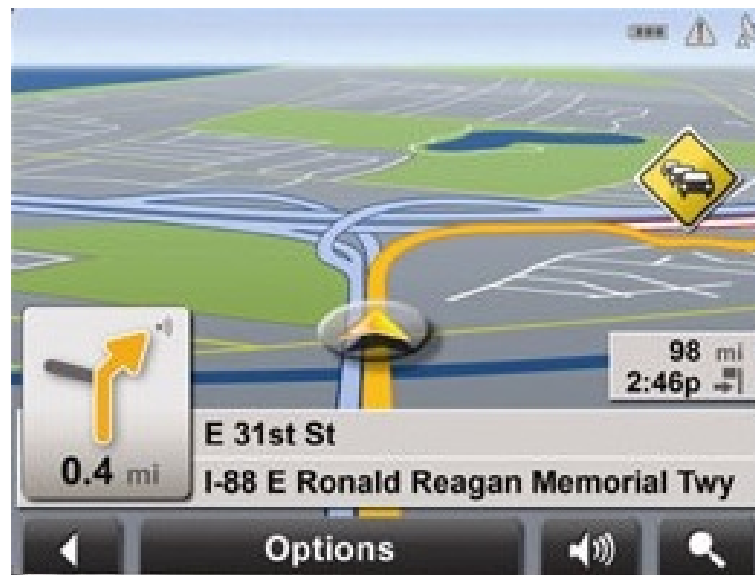 98 mi
2:46p
E 31st St
0.4 mi
I-88 E Ronald Reagan Memorial Twy
Options